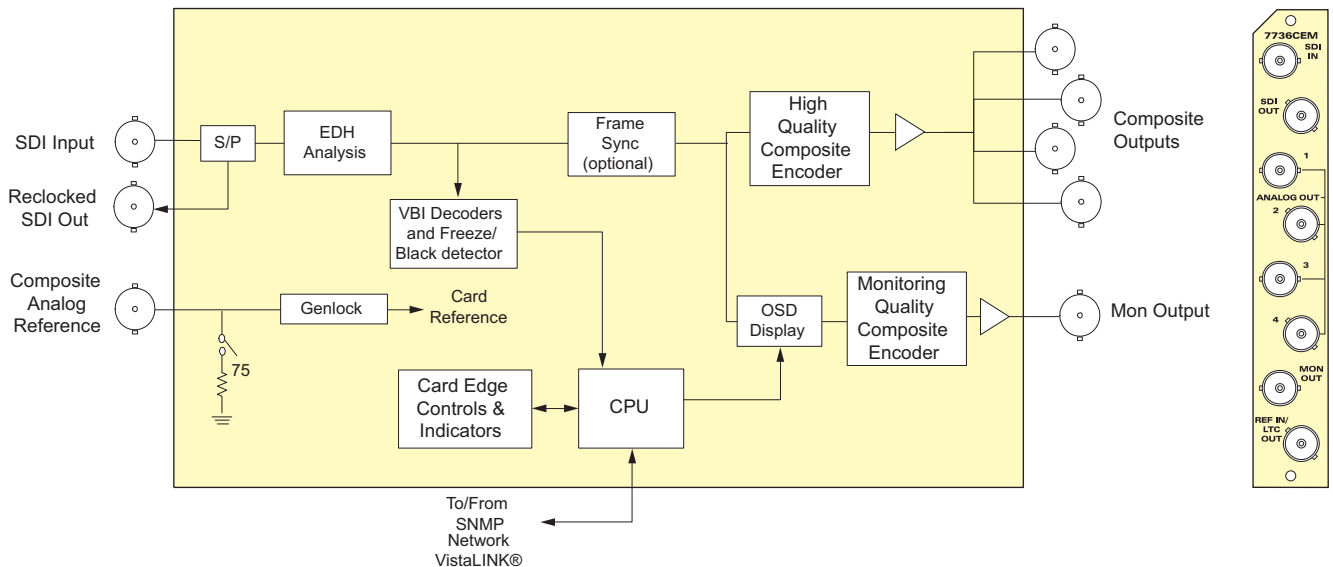 SDI Input
Reclocked
SDI Out
Composite
Analog
Reference
S/P
EDH
Analysis
VBI Decoders
and Freeze/
Black detector
Frame
Sync
(optional)
High
Quality
Composite
Encoder
Composite
Outputs
Genlock
Card
Reference
75
OSD
Display
Monitoring
Quality
Composite
Encoder
Mon Output
Card Edge
Controls &
Indicators
CPU
To/From
SNMP
Network
VistaLINK®
7736CEM
SDI
IN
SDI
OUT
1
ANALOG OUT
2
3
4
MON
OUT
REF IN/
LTC
OUT